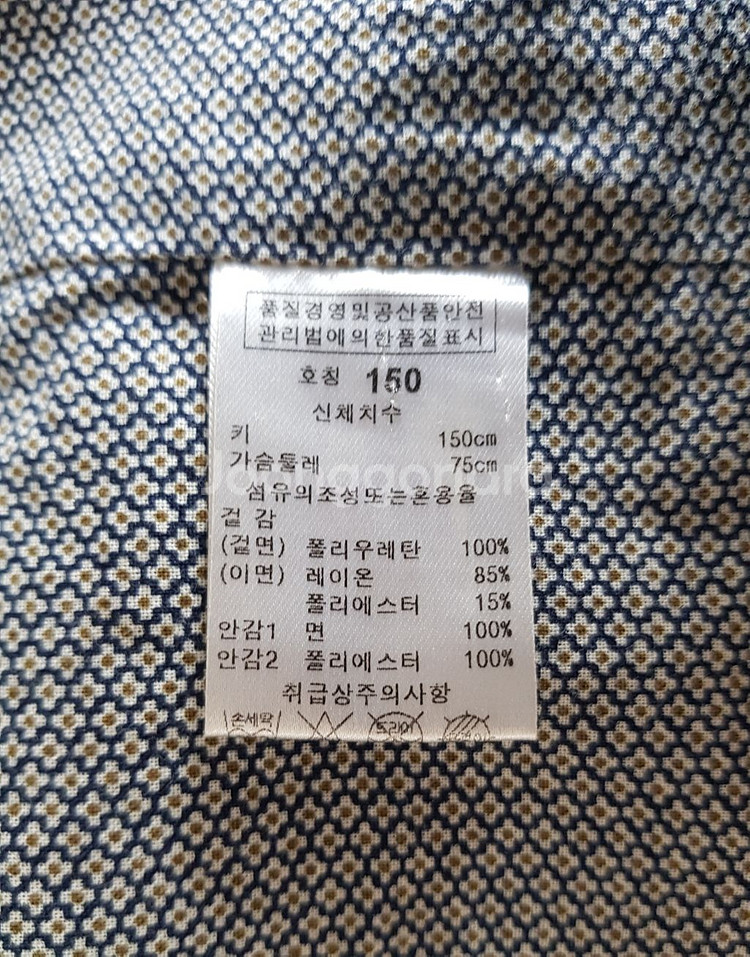 품질경영및공산품안전
관리법에의한품질표시
호칭 150
신체치수
키 150cm
가슴둘레 75cm
섬유의조성또는혼용율
겉 감
(겉면) 폴리우레탄 100%
(이면) 레이온 85%
폴리에스터 15%
안감1 면 100%
안감2 폴리에스터 100%
취급상주의사항
손세탁
드라이